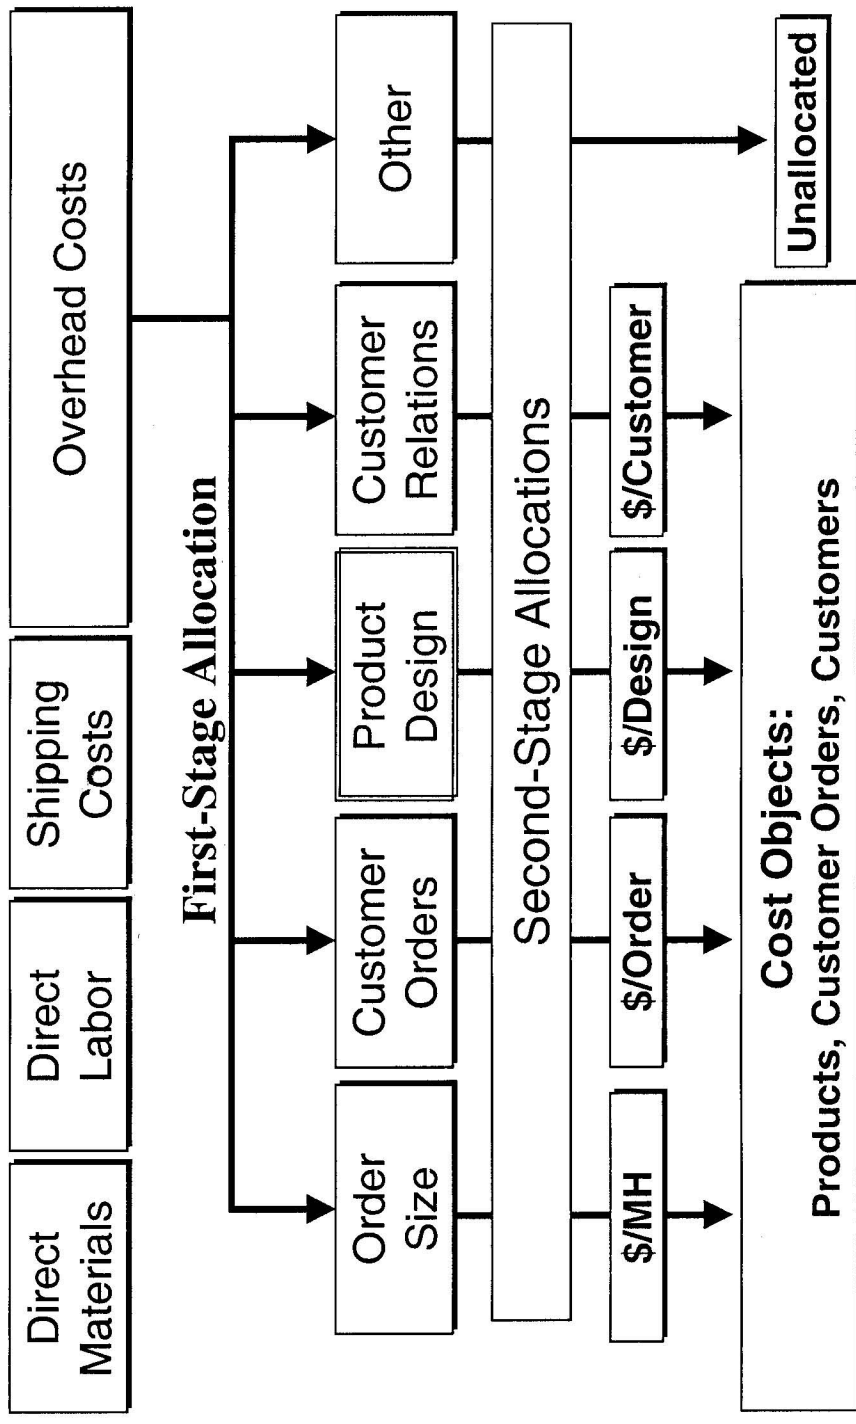 Direct
Materials
Direct
Labor
Shipping
Costs
Overhead Costs
First-Stage Allocation
Order
Size
Customer
Orders
Product
Design
Customer
Relations
Other
Second-Stage Allocations
$/MH
$/Order
$/Design
$/Customer
Unallocated
Cost Objects:
Products, Customer Orders, Customers